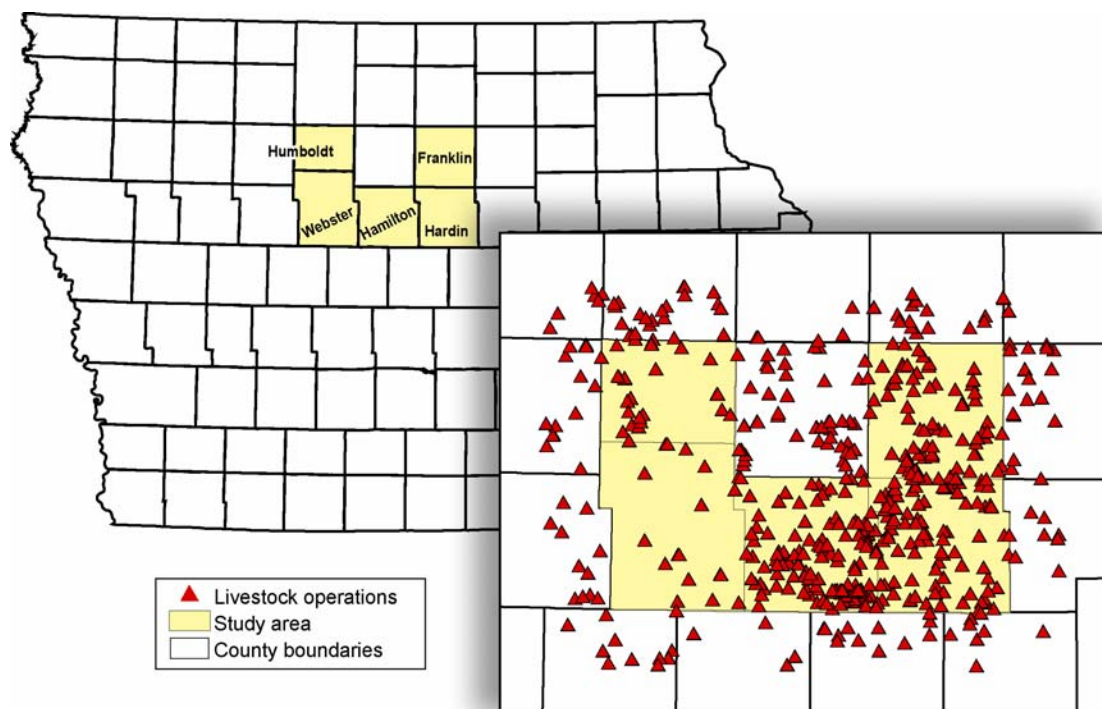 Humboldt
Franklin
Webster
Hamilton
Hardin
Livestock operations
Study area
County boundaries